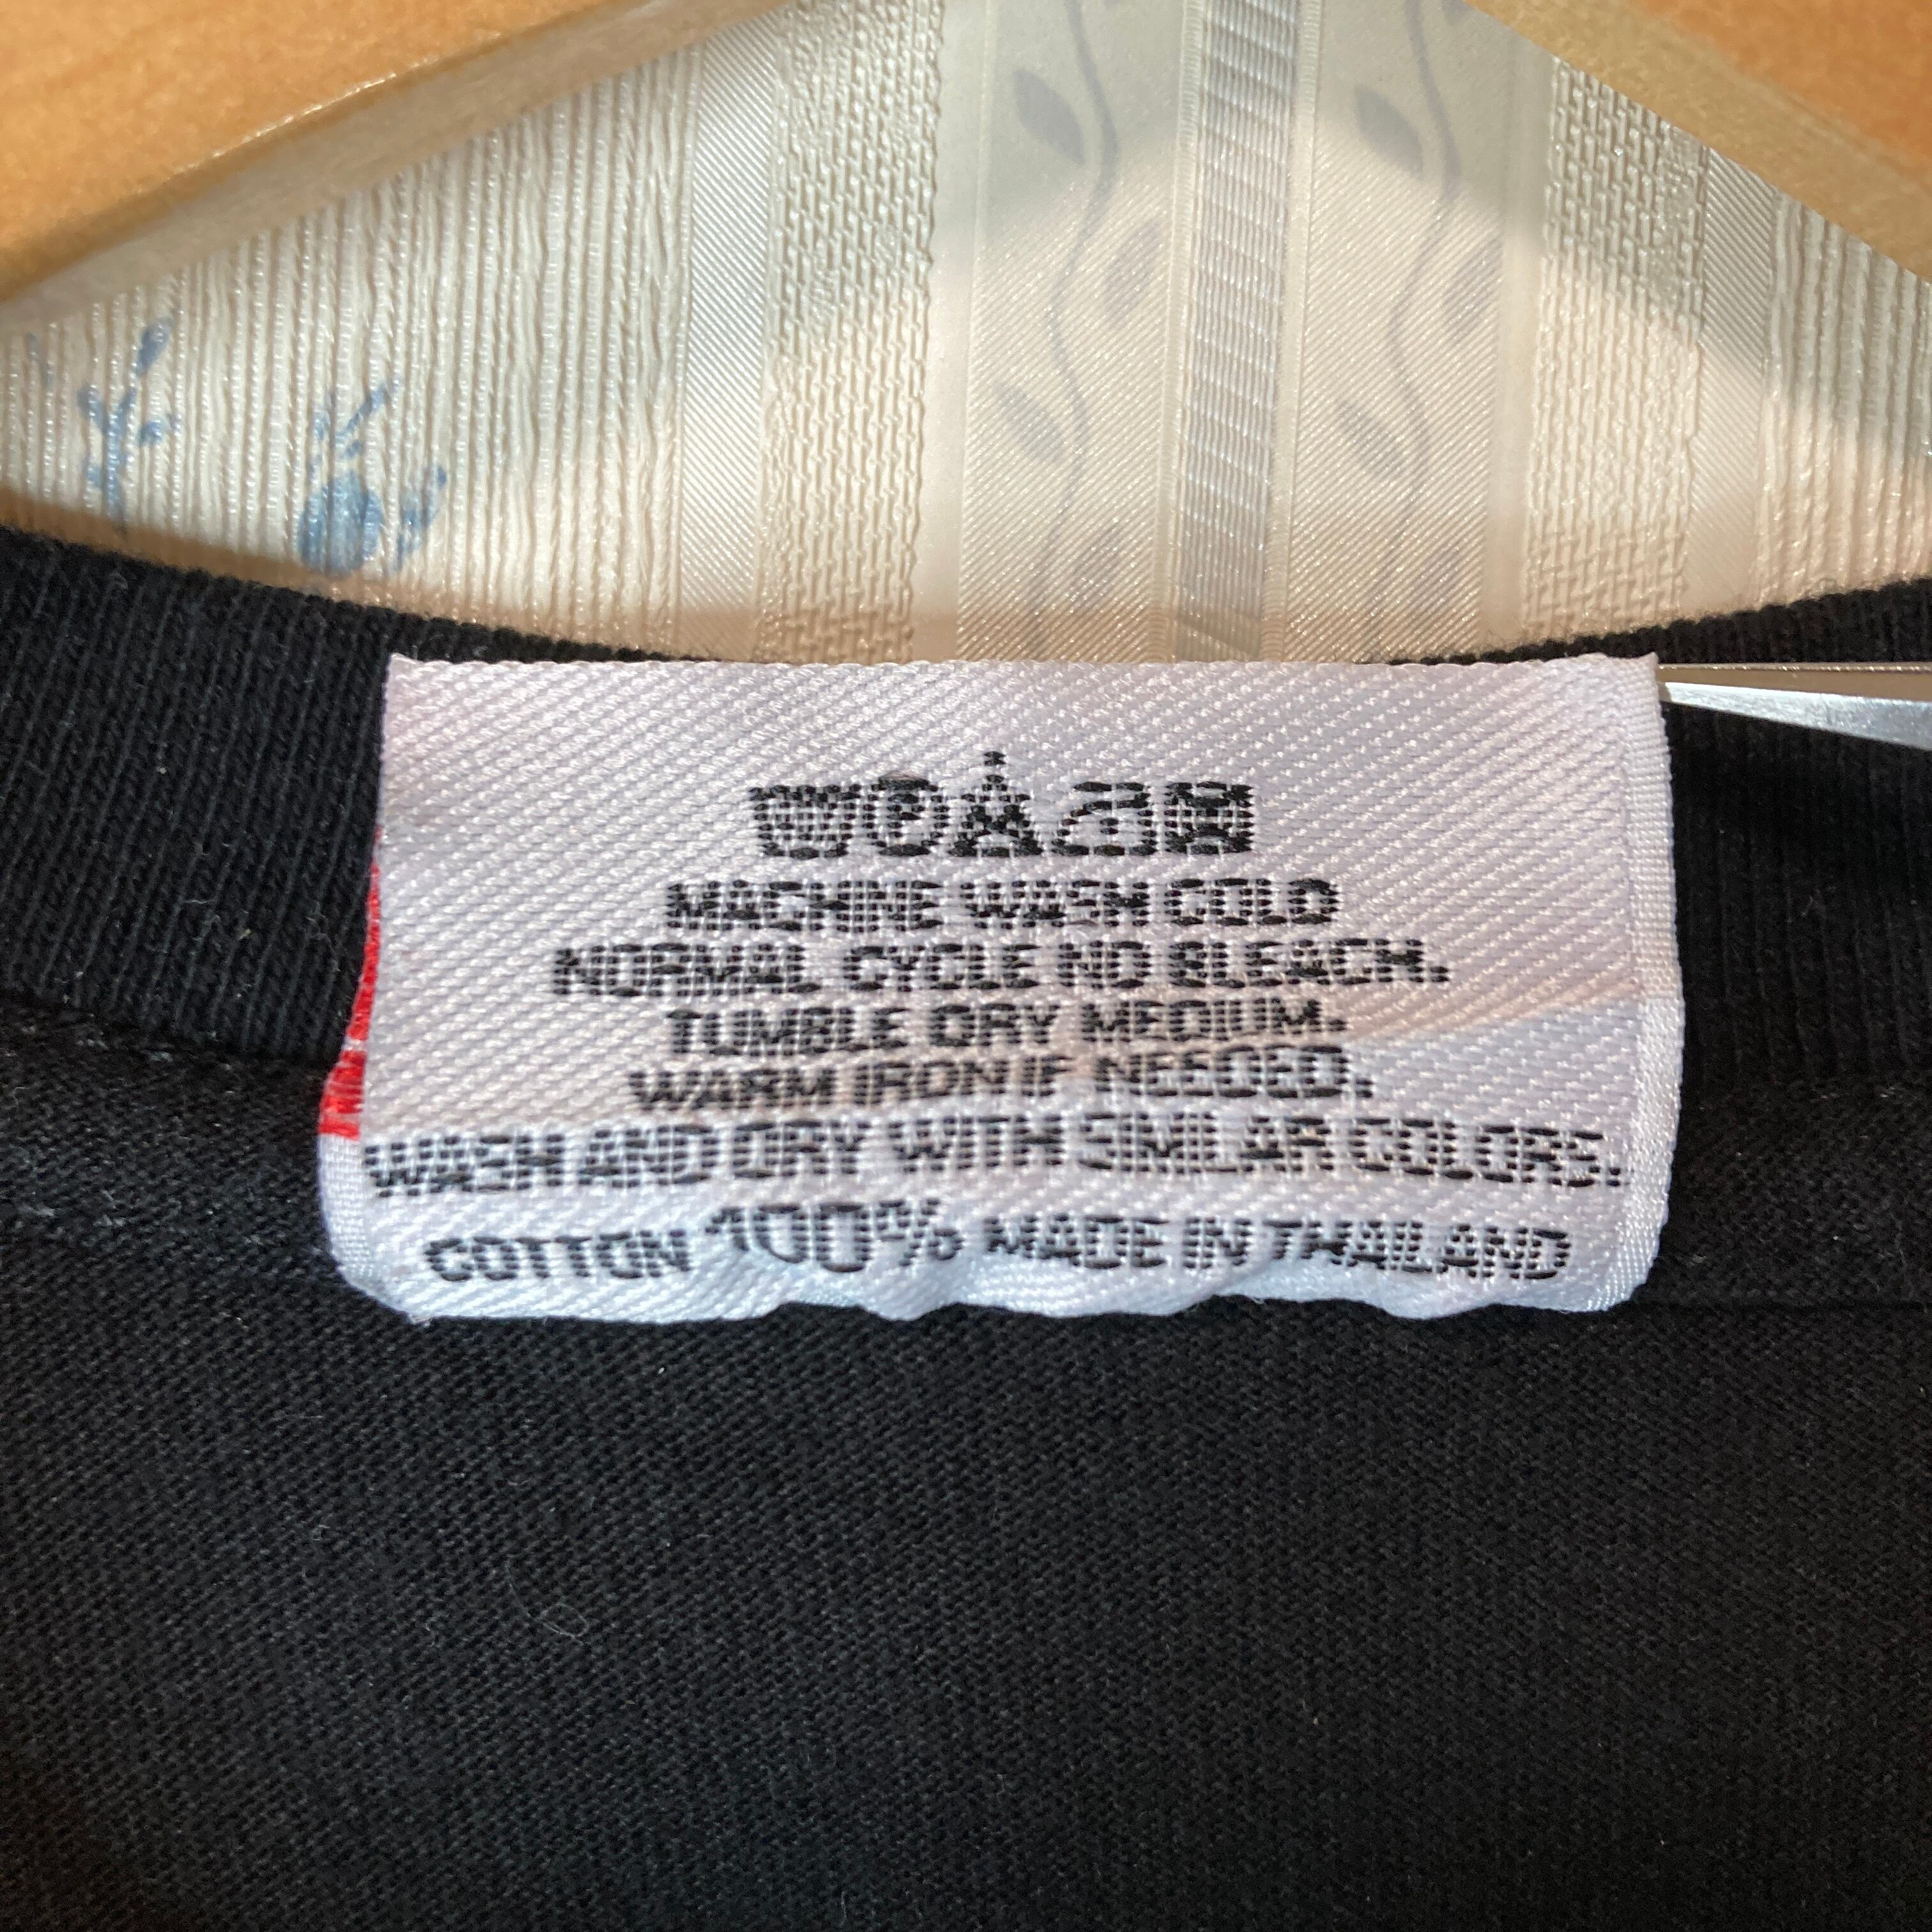 MACHINE WASH COLD
NORMAL CYCLE NO BLEACH.
TUMBLE DRY MEDIUM.
WARM IRON IF NEEDED.
WASH AND DRY WITH SIMILAR COLORS.
COTTON 100% MADE IN THAILAND